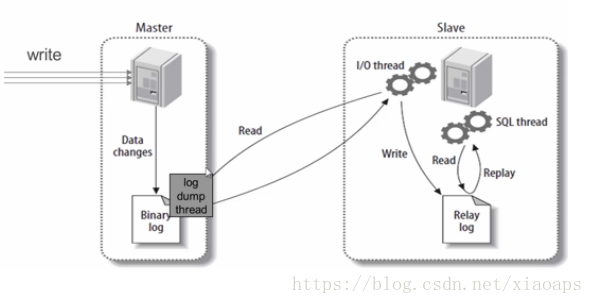 Master
Slave
write
I/O thread
Data
changes
Read
SQL thread
Write
Read
Replay
log
dump
thread
Binary
log
Relay
log
https://blog.csdn.net/xiaoaps